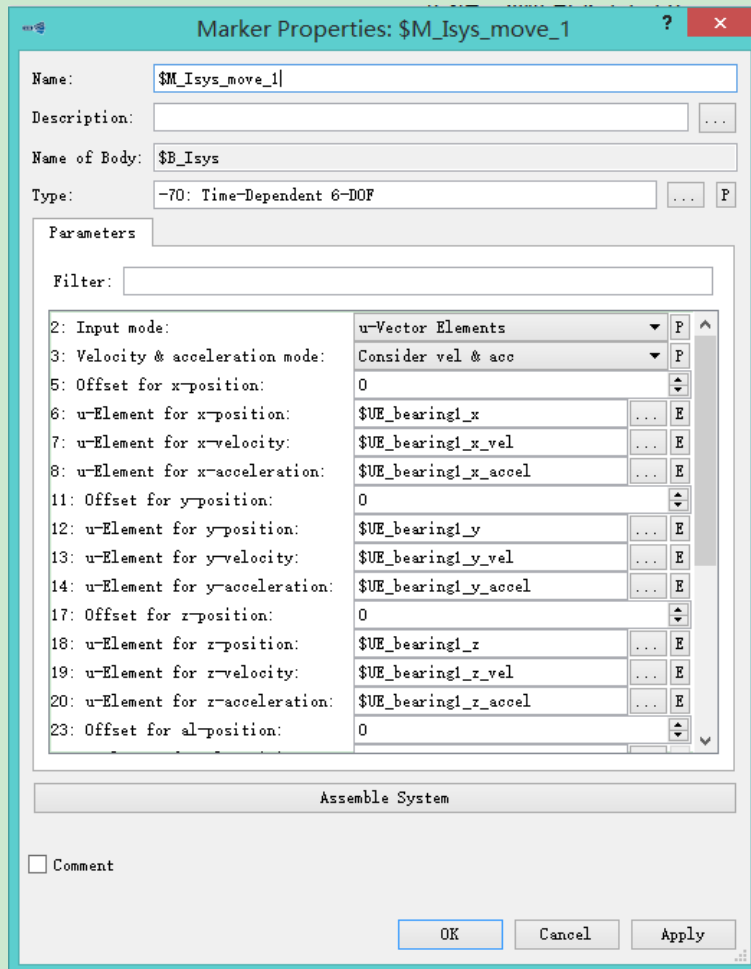 Marker Properties: $M_Isys_move_1 ?
Name: $M_Isys_move_1
Description: ...
Name of Body: $B_Isys
Type: -70: Time-Dependent 6-DOF ... P
Parameters
Filter:
2: Input mode: u-Vector Elements P
3: Velocity & acceleration mode: Consider vel & acc P
5: Offset for x-position: 0
6: u-Element for x-position: $UE_bearing1_x ... E
7: u-Element for x-velocity: $UE_bearing1_x_vel ... E
8: u-Element for x-acceleration: $UE_bearing1_x_accel ... E
11: Offset for y-position: 0
12: u-Element for y-position: $UE_bearing1_y ... E
13: u-Element for y-velocity: $UE_bearing1_y_vel ... E
14: u-Element for y-acceleration: $UE_bearing1_y_accel ... E
17: Offset for z-position: 0
18: u-Element for z-position: $UE_bearing1_z ... E
19: u-Element for z-velocity: $UE_bearing1_z_vel ... E
20: u-Element for z-acceleration: $UE_bearing1_z_accel ... E
23: Offset for al-position: 0
Assemble System
Comment
OK Cancel Apply